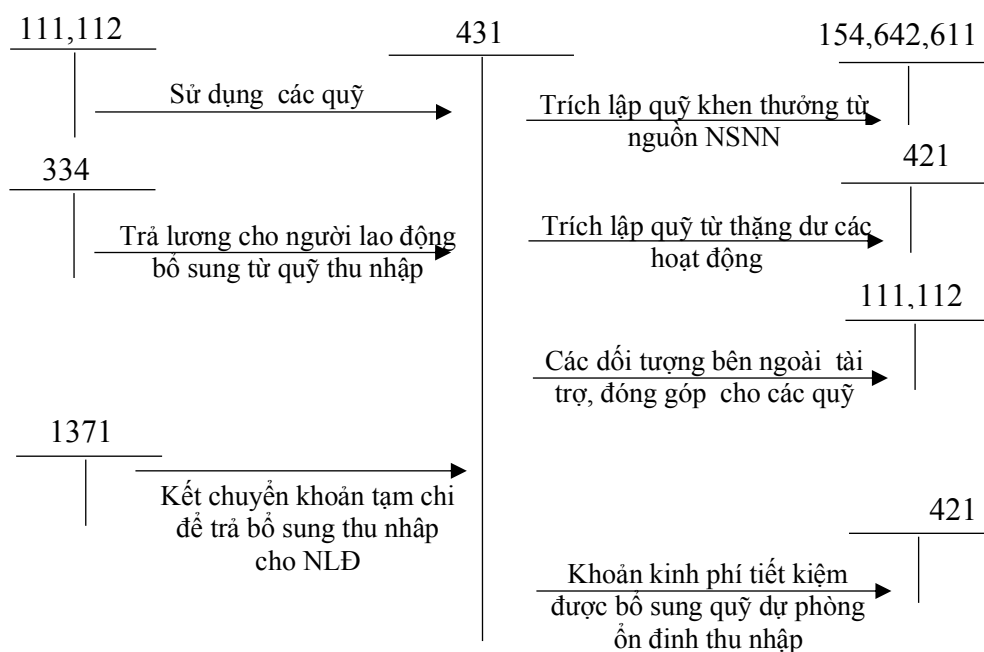 111,112
431
154,642,611
Sử dụng các quỹ
Trích lập quỹ khen thưởng từ
nguồn NSNN
334
421
Trả lương cho người lao động
bổ sung từ quỹ thu nhập
Trích lập quỹ từ thặng dư các
hoạt động
111,112
Các dối tượng bên ngoài tài
trợ, đóng góp cho các quỹ
1371
Kết chuyển khoản tạm chi
để trả bổ sung thu nhâp
cho NLĐ
421
Khoản kinh phí tiết kiệm
được bổ sung quỹ dự phòng
ổn đinh thu nhập